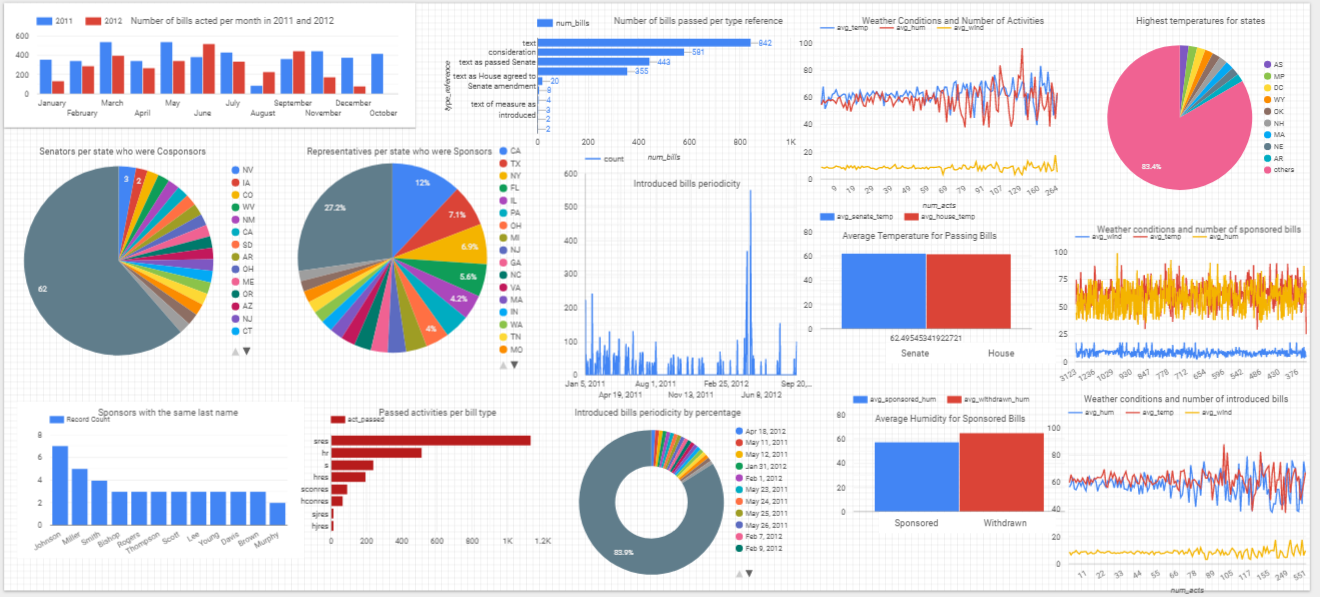 Number of bills acted per month in 2011 and 2012
2011
2012
600
400
200
0
January
February
March
April
May
June
July
August
September
November
December
October
Number of bills passed per type reference
num_bills
type_reference
text
consideration
text as passed Senate
text as House agreed to
Senate amendment
text of measure as
introduced
842
581
443
355
20
4
2
2
0
200
400
600
800
1K
num_bills
Weather Conditions and Number of Activities
avg_temp
avg_hum
avg_wind
100
80
60
40
20
0
9
19
29
39
49
59
69
79
91
107
129
160
264
num_acts
Highest temperatures for states
83.4%
AS
MP
DC
WY
OK
NH
MA
NE
AR
others
Senators per state who were Cosponsors
3
2
62
NV
IA
CO
WV
NM
CA
SD
AR
OH
ME
OR
AZ
NJ
CT
Representatives per state who were Sponsors
12%
7.1%
6.9%
5.6%
4.2%
4%
27.2%
CA
TX
NY
FL
IL
PA
OH
MI
NJ
GA
NC
VA
MA
IN
WA
TN
MO
count
Introduced bills periodicity
600
500
400
300
200
100
0
Jan 5, 2011
Apr 19, 2011
Aug 1, 2011
Feb 25, 2012
Jun 8, 2012
Sep 20,...
avg_senate_temp
avg_house_temp
Average Temperature for Passing Bills
80
60
40
20
0
62.49545341922721
Senate
House
Weather conditions and number of sponsored bills
avg_wind
avg_temp
avg_hum
100
75
50
25
0
3123
1236
1029
930
847
778
712
654
596
542
486
430
376
Sponsors with the same last name
Record Count
8
6
4
2
0
Johnson
Miller
Smith
Bishop
Rogers
Thompson
Scott
Lee
Young
Davis
Brown
Murphy
Passed activities per bill type
act_passed
sres
hr
s
hres
sconres
hconres
sjres
hjres
0
200
400
600
800
1K
1.2K
Introduced bills periodicity by percentage
83.9%
Apr 18, 2012
May 11, 2011
May 12, 2011
Jan 31, 2012
Feb 1, 2012
May 23, 2011
May 24, 2011
May 25, 2011
May 26, 2011
Feb 7, 2012
Feb 9, 2012
avg_sponsored_hum
avg_withdrawn_hum
Average Humidity for Sponsored Bills
80
60
40
20
0
Sponsored
Withdrawn
Weather conditions and number of introduced bills
avg_hum
avg_temp
avg_wind
100
80
60
40
20
0
11
22
33
44
55
66
78
89
105
117
155
249
551
num_acts